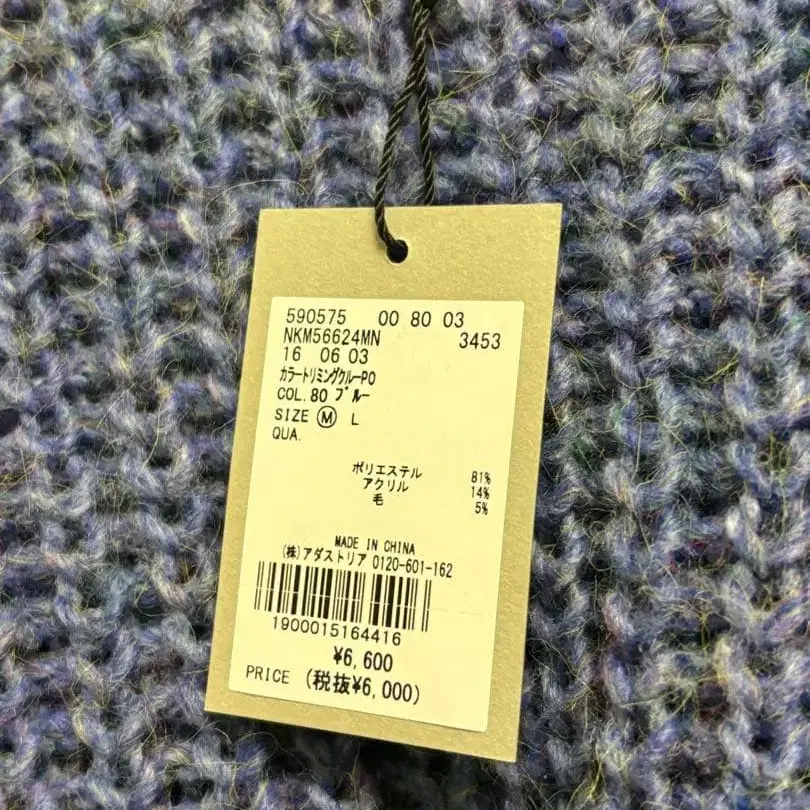 590575 00 80 03
NKM56624MN 3453
16 06 03
カラートリミングクルーPO
COL.80 ブルー
SIZE Ⓜ L
QUA.
ポリエステル 81%
アクリル 14%
毛 5%
MADE IN CHINA
(株)アダストリア 0120-601-162
1900015164416
¥6,600
PRICE (税抜¥6,000)